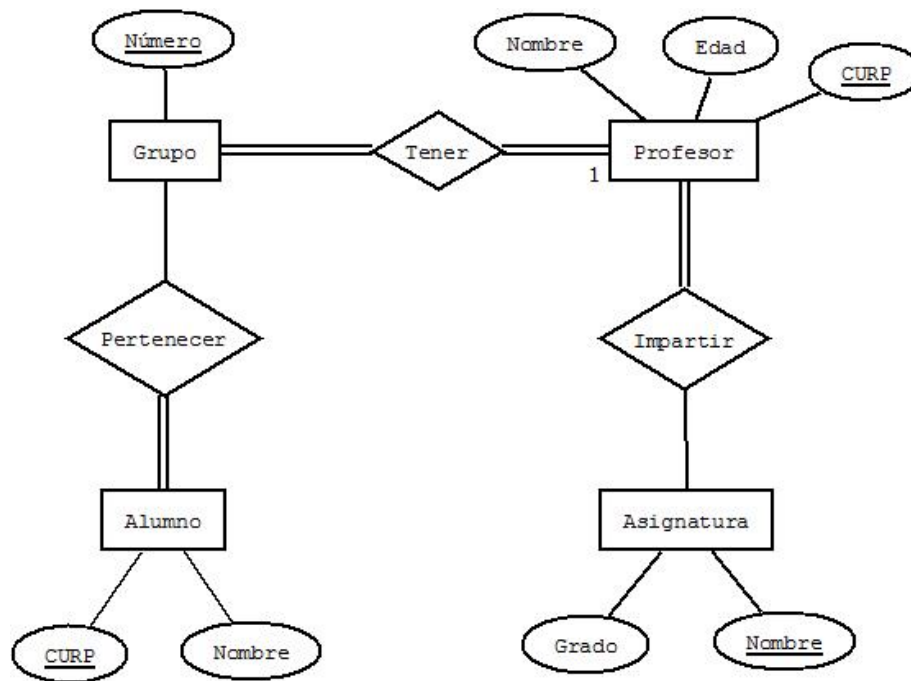 Número
Nombre
Edad
CURP
Grupo
Tener
Profesor
1
Pertenecer
Impartir
Alumno
Asignatura
CURP
Nombre
Grado
Nombre